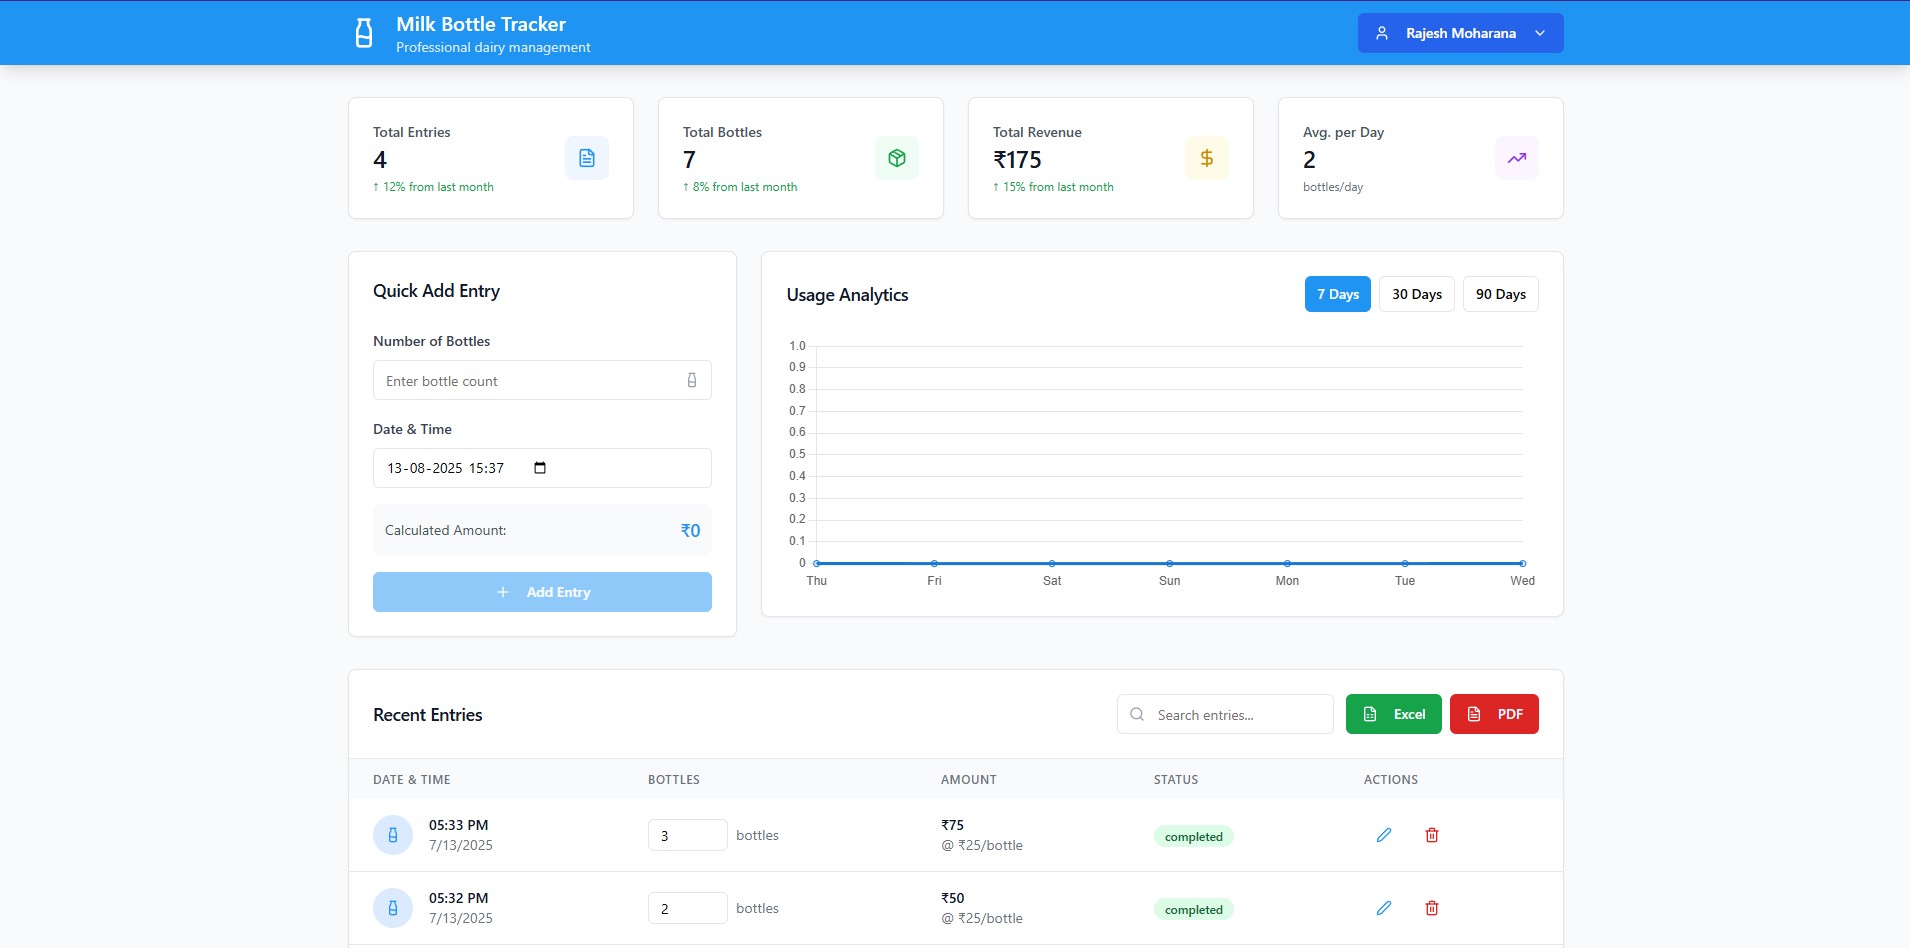 Milk Bottle Tracker
Professional dairy management
Rajesh Moharana
Total Entries
4
↑ 12% from last month
Total Bottles
7
↑ 8% from last month
Total Revenue
₹175
↑ 15% from last month
Avg. per Day
2
bottles/day
Quick Add Entry
Number of Bottles
Enter bottle count
Date & Time
13-08-2025 15:37
Calculated Amount: ₹0
+ Add Entry
Usage Analytics
7 Days 30 Days 90 Days
1.0
0.9
0.8
0.7
0.6
0.5
0.4
0.3
0.2
0.1
0
Thu Fri Sat Sun Mon Tue Wed
Recent Entries
Search entries...
Excel
PDF
DATE & TIME BOTTLES AMOUNT STATUS ACTIONS
05:33 PM
7/13/2025
3 bottles
₹75
@ ₹25/bottle
completed
05:32 PM
7/13/2025
2 bottles
₹50
@ ₹25/bottle
completed